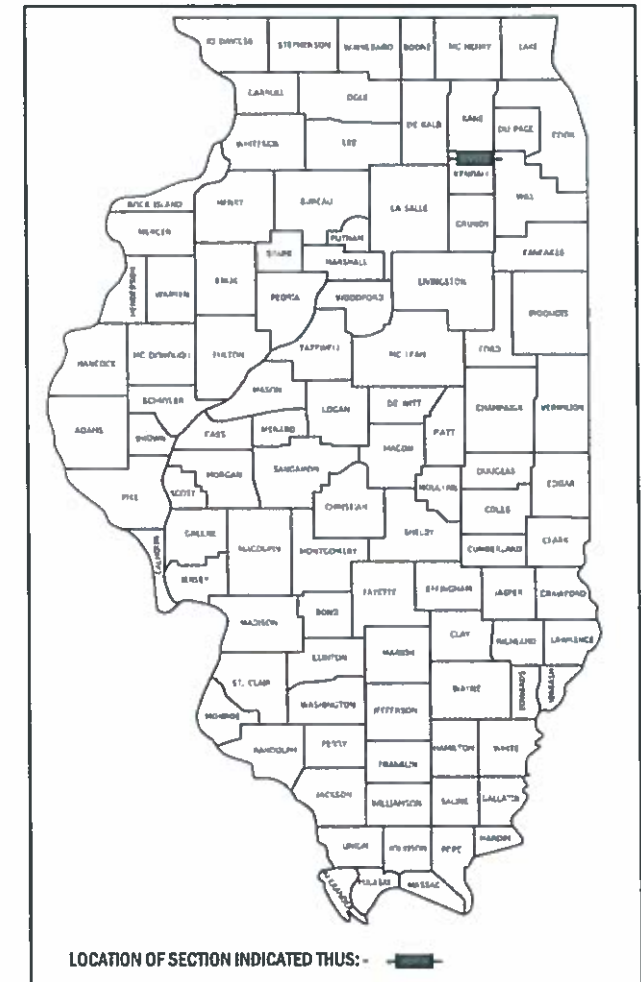 JO DAVIESS STEPHENSON WINNEBAGO BOONE MC HENRY LAKE
CARROLL OGLE DE KALB KANE DU PAGE COOK
WHITESIDE LEE
KENDALL WILL
ROCK ISLAND HENRY BUREAU LA SALLE GRUNDY
MERCER PUTNAM KANKAKEE
STARK MARSHALL LIVINGSTON
HENDERSON WARREN KNOX PEORIA WOODFORD IROQUOIS
HANCOCK MC DONOUGH FULTON TAZEWELL MC LEAN FORD
MASON
SCHUYLER LOGAN DE WITT CHAMPAIGN VERMILION
ADAMS BROWN CASS MENARD MACON PIATT
MORGAN SANGAMON DOUGLAS EDGAR
PIKE SCOTT CHRISTIAN MOULTRIE COLES
GREENE MACOUPIN MONTGOMERY SHELBY CUMBERLAND CLARK
CALHOUN JERSEY FAYETTE EFFINGHAM JASPER CRAWFORD
MADISON BOND CLAY RICHLAND LAWRENCE
CLINTON MARION
ST. CLAIR WASHINGTON JEFFERSON WAYNE EDWARDS WABASH
MONROE
RANDOLPH PERRY FRANKLIN HAMILTON WHITE
JACKSON WILLIAMSON SALINE GALLATIN
UNION JOHNSON POPE HARDIN
ALEXANDER PULASKI MASSAC
LOCATION OF SECTION INDICATED THUS: -